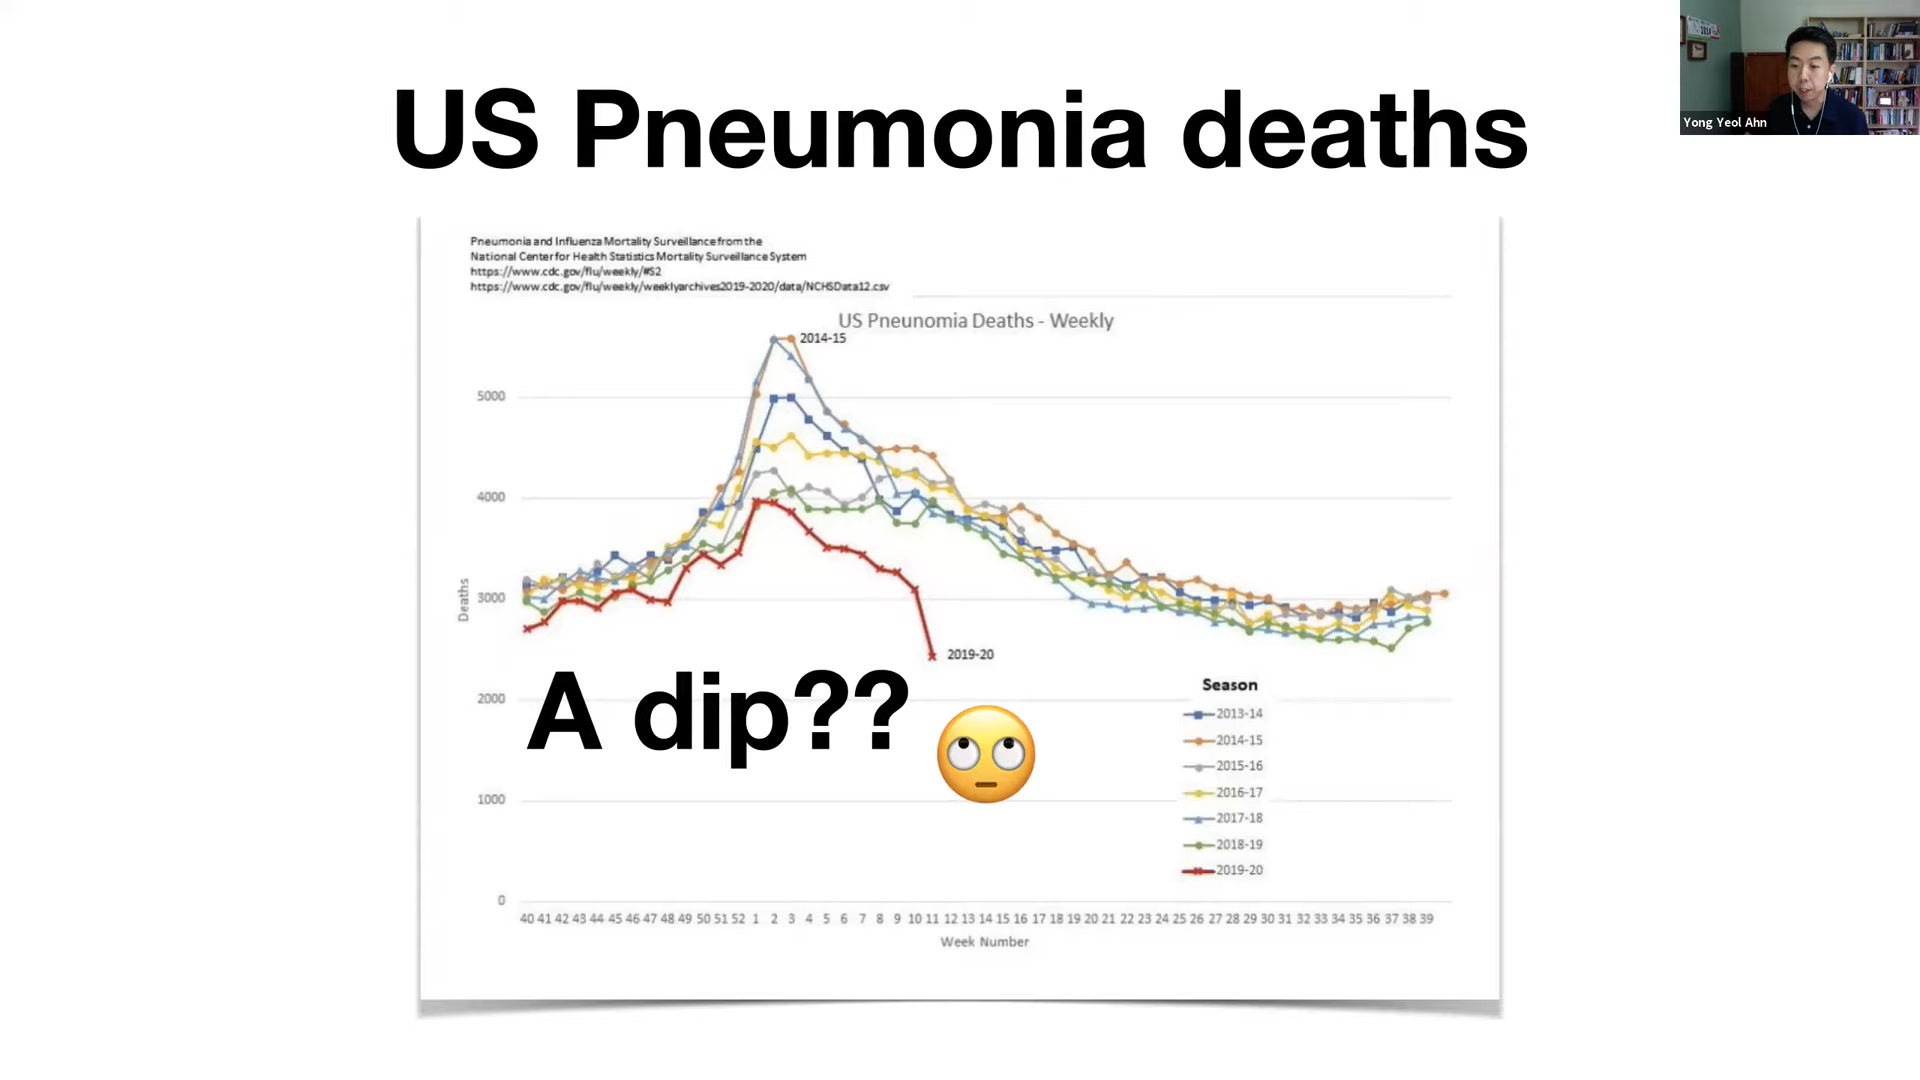 US Pneumonia deaths
Yong Yeol Ahn
Pneumonia and Influenza Mortality Surveillance from the
National Center for Health Statistics Mortality Surveillance System
https://www.cdc.gov/flu/weekly/#S2
https://www.cdc.gov/flu/weekly/weeklyarchives2019-2020/data/NCHSData12.csv
US Pneunomia Deaths - Weekly
2014-15
5000
4000
3000
2000
1000
0
Deaths
2019-20
A dip??
Season
2013-14
2014-15
2015-16
2016-17
2017-18
2018-19
2019-20
40 41 42 43 44 45 46 47 48 49 50 51 52 1 2 3 4 5 6 7 8 9 10 11 12 13 14 15 16 17 18 19 20 21 22 23 24 25 26 27 28 29 30 31 32 33 34 35 36 37 38 39
Week Number